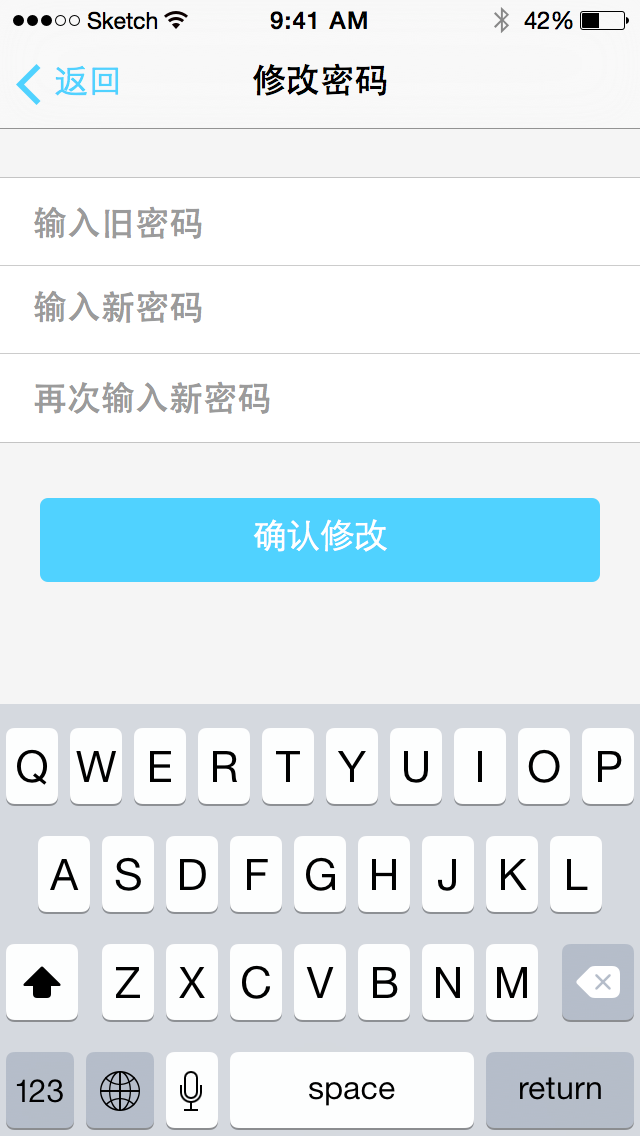 Sketch 9:41 AM 42%
返回 修改密码
输入旧密码
输入新密码
再次输入新密码
确认修改
Q W E R T Y U I O P
A S D F G H J K L
Z X C V B N M
123 space return